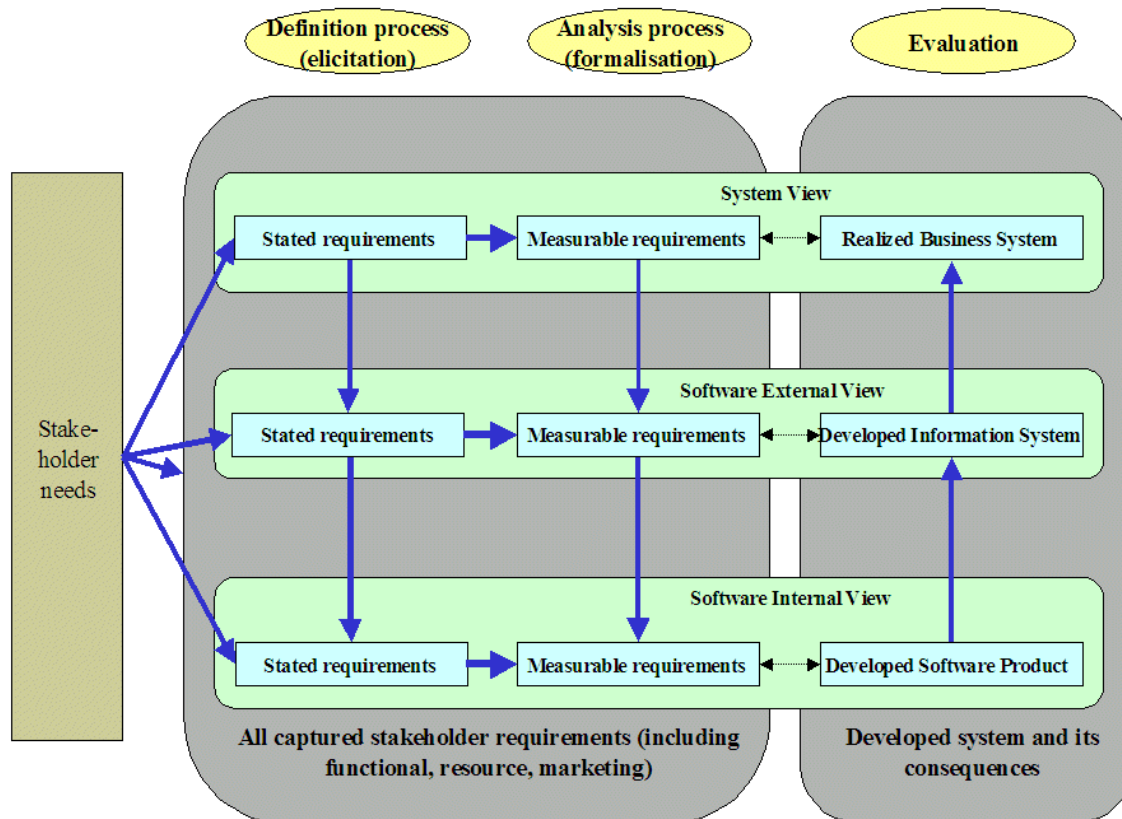 Definition process
(elicitation)
Analysis process
(formalisation)
Evaluation
System View
Stated requirements
Measurable requirements
Realized Business System
Software External View
Stake-
holder
needs
Stated requirements
Measurable requirements
Developed Information System
Software Internal View
Stated requirements
Measurable requirements
Developed Software Product
All captured stakeholder requirements (including
functional, resource, marketing)
Developed system and its
consequences